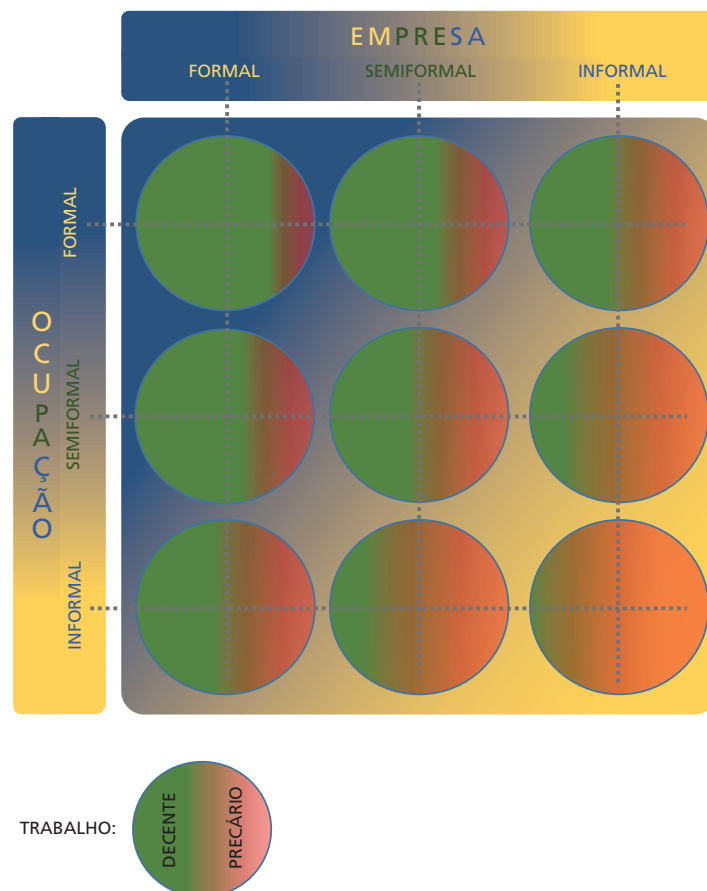 EMPRESA
FORMAL SEMIFORMAL INFORMAL
OCUPAÇÃO
FORMAL
SEMIFORMAL
INFORMAL
TRABALHO:
DECENTE
PRECÁRIO